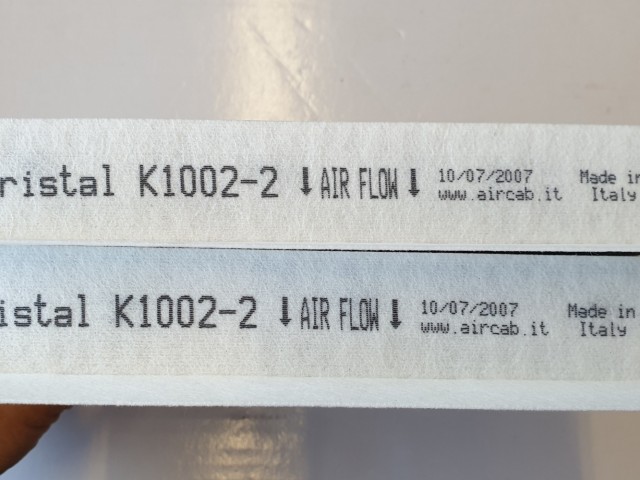 ristal K1002-2 ↓ AIR FLOW ↓ 10/07/2007
www.aircab.it
Made in
Italy
istal K1002-2 ↓ AIR FLOW ↓ 10/07/2007
www.aircab.it
Made in
Italy